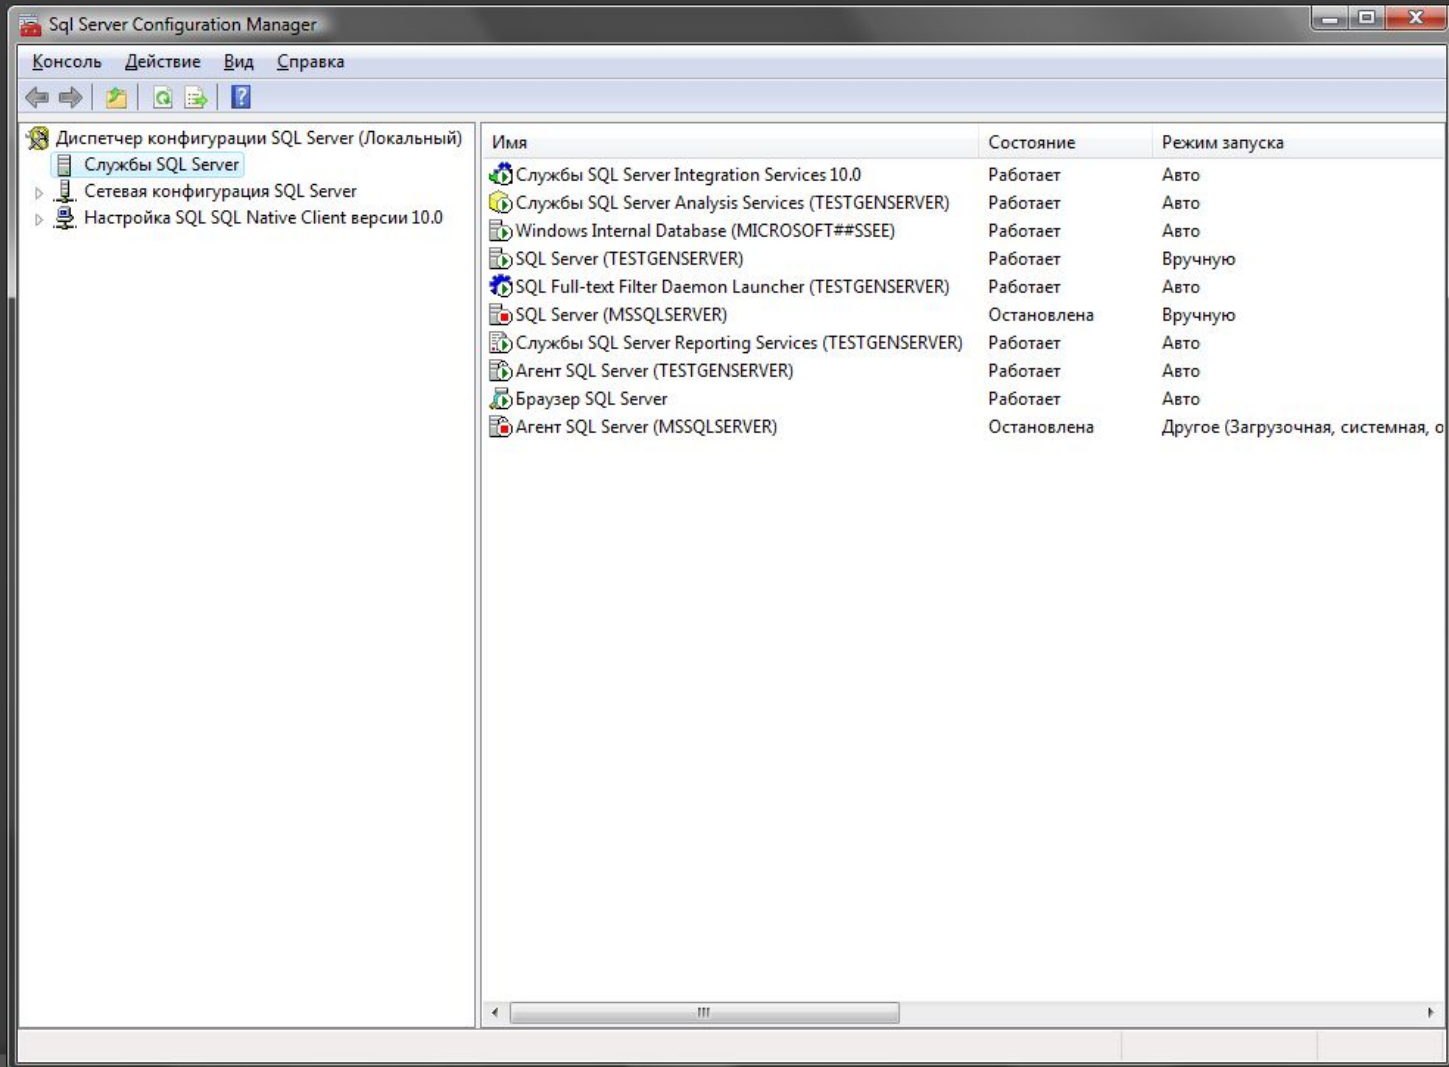 Sql Server Configuration Manager
Консоль Действие Вид Справка
Диспетчер конфигурации SQL Server (Локальный)
Службы SQL Server
Сетевая конфигурация SQL Server
Настройка SQL SQL Native Client версии 10.0
Имя Состояние Режим запуска
Службы SQL Server Integration Services 10.0 Работает Авто
Службы SQL Server Analysis Services (TESTGENSERVER) Работает Авто
Windows Internal Database (MICROSOFT##SSEE) Работает Авто
SQL Server (TESTGENSERVER) Работает Вручную
SQL Full-text Filter Daemon Launcher (TESTGENSERVER) Работает Авто
SQL Server (MSSQLSERVER) Остановлена Вручную
Службы SQL Server Reporting Services (TESTGENSERVER) Работает Авто
Агент SQL Server (TESTGENSERVER) Работает Авто
Браузер SQL Server Работает Авто
Агент SQL Server (MSSQLSERVER) Остановлена Другое (Загрузочная, системная, о